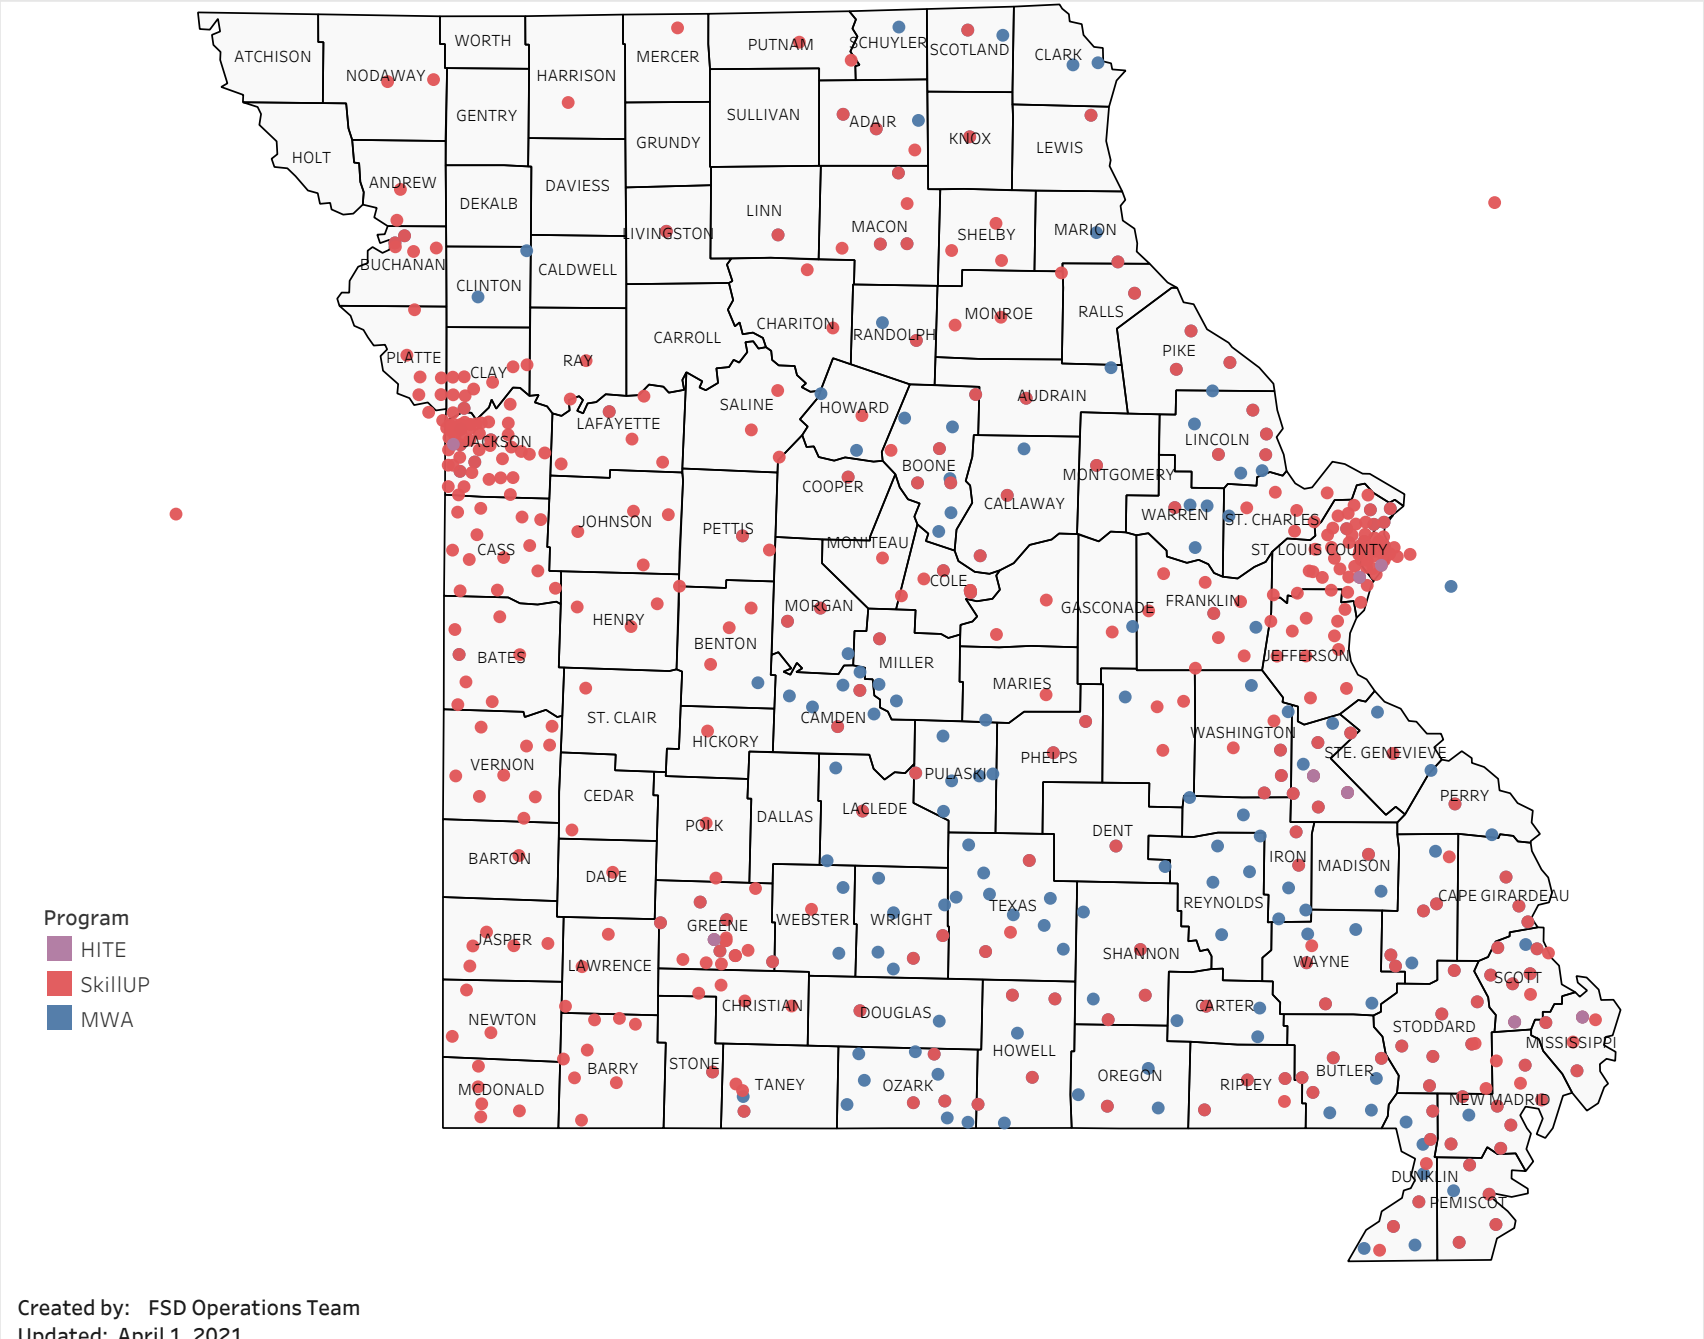 WORTH
SCHUYLER
PUTNAM
SCOTLAND
ATCHISON
MERCER
CLARK
NODAWAY
HARRISON
GENTRY
SULLIVAN
ADAIR
KNOX
GRUNDY
LEWIS
HOLT
ANDREW
DAVIESS
DEKALB
LINN
MACON
MARION
LIVINGSTON
SHELBY
BUCHANAN
CALDWELL
CLINTON
RALLS
MONROE
CHARITON
RANDOLPH
CARROLL
PIKE
PLATTE
RAY
CLAY
AUDRAIN
SALINE
HOWARD
LAFAYETTE
LINCOLN
JACKSON
BOONE
MONTGOMERY
COOPER
CALLAWAY
WARREN
ST. CHARLES
JOHNSON
PETTIS
MONITEAU
CASS
ST. LOUIS COUNTY
COLE
FRANKLIN
MORGAN
GASCONADE
HENRY
BENTON
BATES
JEFFERSON
MILLER
MARIES
ST. CLAIR
CAMDEN
WASHINGTON
HICKORY
STE. GENEVIEVE
PHELPS
VERNON
PULASKI
CEDAR
PERRY
LACLEDE
DALLAS
POLK
DENT
BARTON
IRON
MADISON
DADE
CAPE GIRARDEAU
REYNOLDS
TEXAS
Program
WEBSTER
WRIGHT
GREENE
JASPER
HITE
SHANNON
WAYNE
LAWRENCE
SCOTT
SkillUP
CHRISTIAN
CARTER
DOUGLAS
MWA
NEWTON
STODDARD
MISSISSIPPI
HOWELL
STONE
BARRY
BUTLER
OREGON
TANEY
OZARK
RIPLEY
MCDONALD
NEW MADRID
DUNKLIN
PEMISCOT
Created by: FSD Operations Team
Updated: April 1, 2021